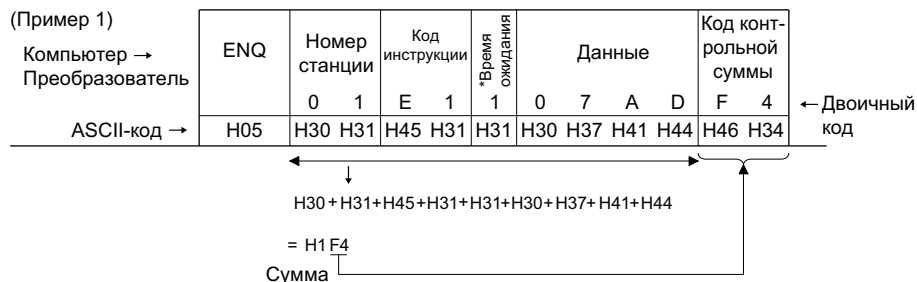 (Пример 1)
Компьютер →
Преобразователь
ENQ
Номер
станции
Код
инструкции
*Время
ожидания
Данные
Код конт-
рольной
суммы
0 1 E 1 1 0 7 A D F 4
← Двоичный
код
ASCII-код → H05 H30 H31 H45 H31 H31 H30 H37 H41 H44 H46 H34
H30+H31+H45+H31+H31+H30+H37+H41+H44
= H1F4
Сумма